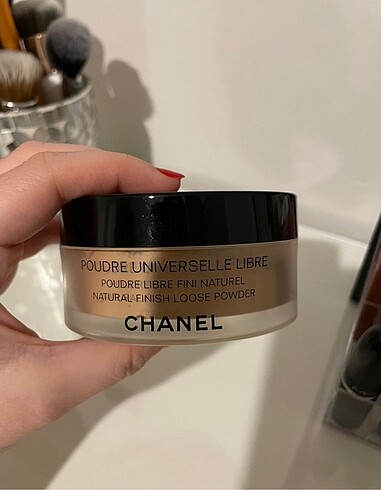 POUDRE UNIVERSELLE LIBRE
POUDRE LIBRE FINI NATUREL
NATURAL FINISH LOOSE POWDER
CHANEL